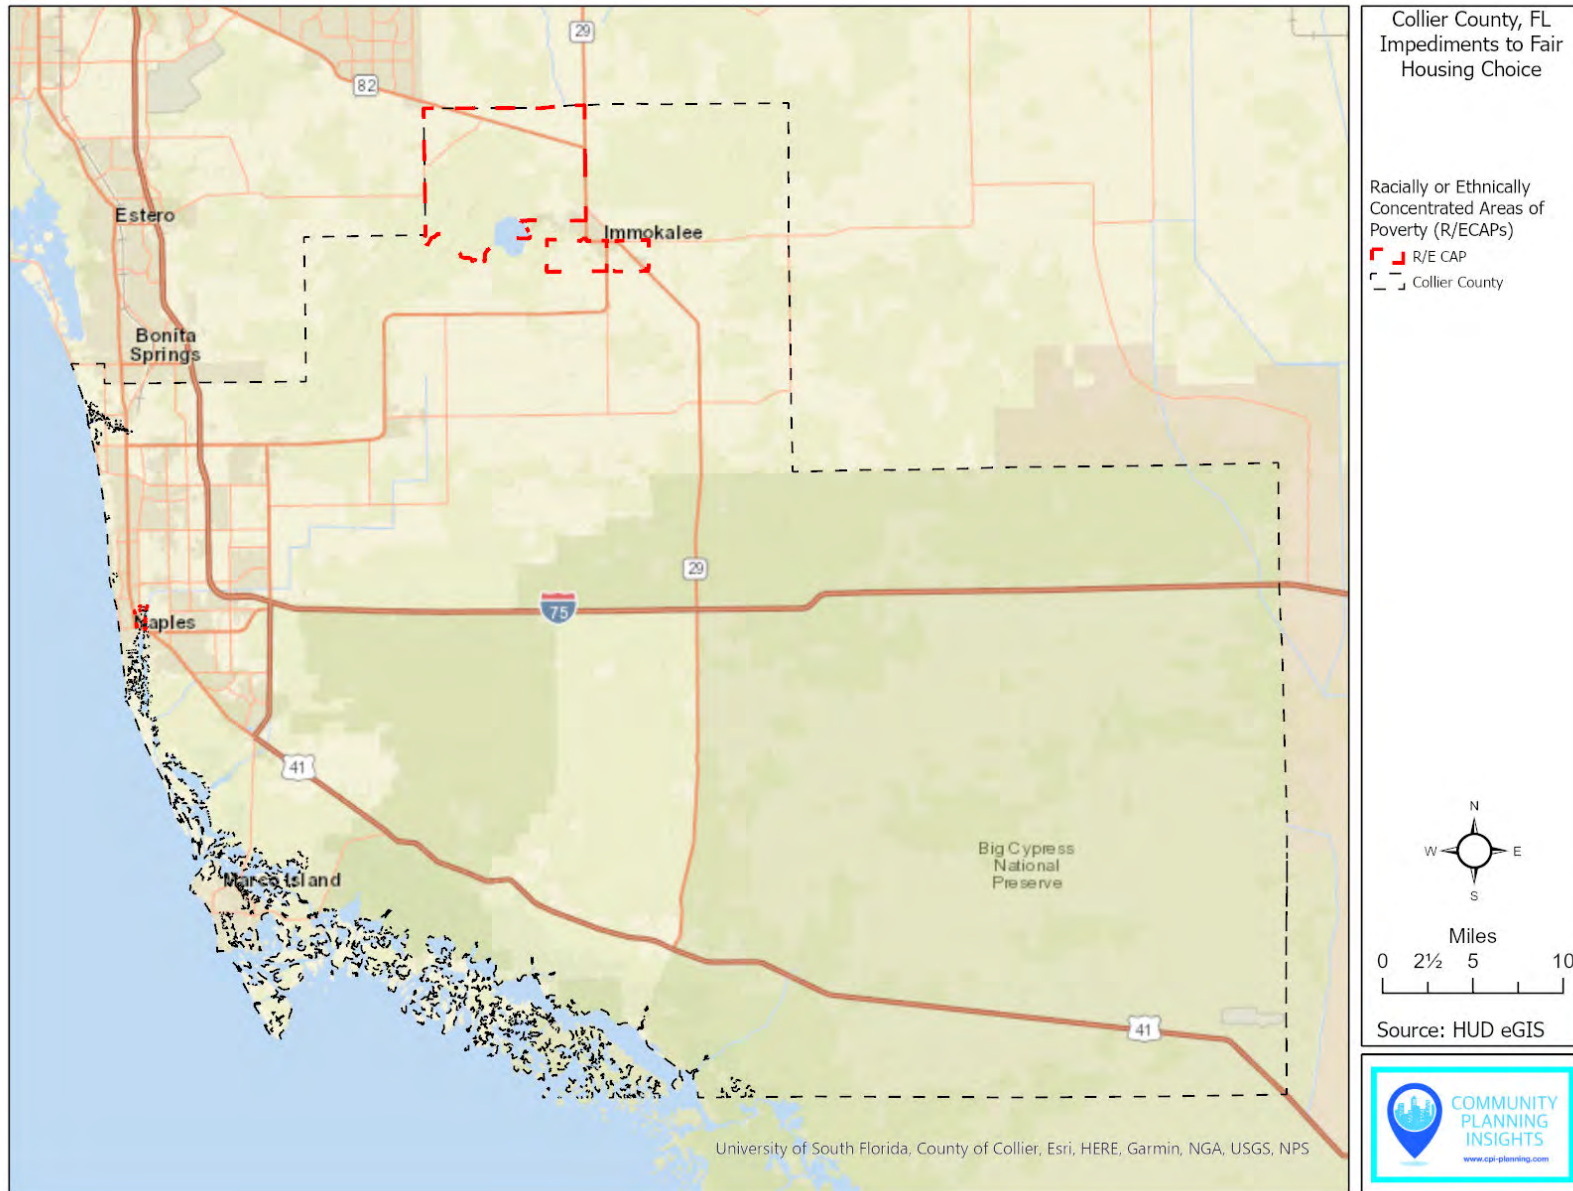 Collier County, FL
Impediments to Fair
Housing Choice
Racially or Ethnically
Concentrated Areas of
Poverty (R/ECAPs)
R/E CAP
Collier County
29
82
Estero
Immokalee
Bonita
Springs
29
75
Naples
41
Marco Island
Big Cypress
National
Preserve
41
University of South Florida, County of Collier, Esri, HERE, Garmin, NGA, USGS, NPS
N
W
E
S
Miles
0 2½ 5 10
Source: HUD eGIS
COMMUNITY
PLANNING
INSIGHTS
www.cpi-planning.com